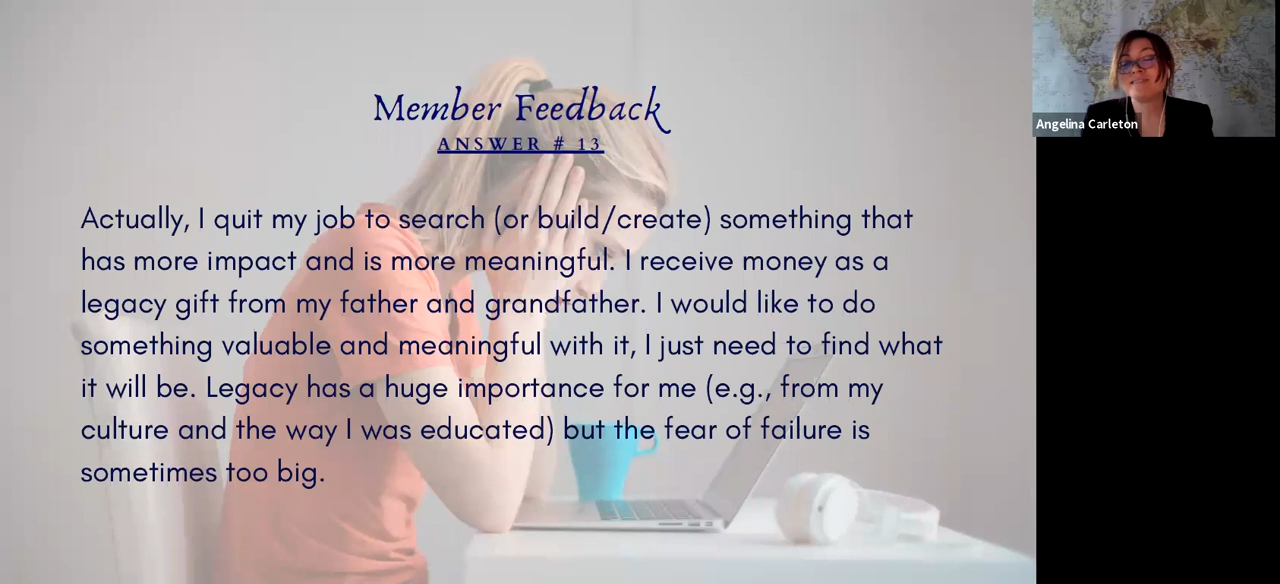 Member Feedback
ANSWER # 13
Actually, I quit my job to search (or build/create) something that
has more impact and is more meaningful. I receive money as a
legacy gift from my father and grandfather. I would like to do
something valuable and meaningful with it, I just need to find what
it will be. Legacy has a huge importance for me (e.g., from my
culture and the way I was educated) but the fear of failure is
sometimes too big.
Angelina Carleton